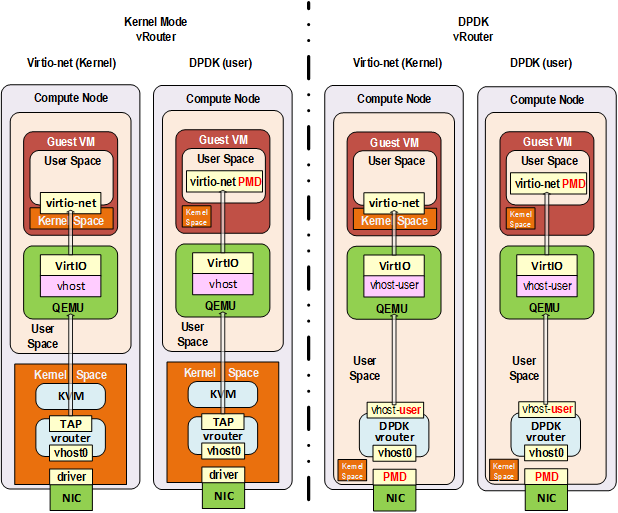 Kernel Mode
vRouter
DPDK
vRouter
Virtio-net (Kernel)
DPDK (user)
Virtio-net (Kernel)
DPDK (user)
Compute Node
Guest VM
User Space
virtio-net
Kernel Space
VirtIO
vhost
QEMU
User
Space
Kernel Space
KVM
TAP
vrouter
vhost0
driver
NIC
Compute Node
Guest VM
User Space
virtio-net PMD
Kernel
Space
VirtIO
vhost
QEMU
User
Space
Kernel Space
KVM
TAP
vrouter
vhost0
driver
NIC
Compute Node
Guest VM
User Space
virtio-net
Kernel Space
VirtIO
vhost-user
QEMU
User
Space
vhost-user
DPDK
vrouter
vhost0
Kernel
Space
PMD
NIC
Compute Node
Guest VM
User Space
virtio-net PMD
Kernel
Space
VirtIO
vhost-user
QEMU
User
Space
vhost-user
DPDK
vrouter
vhost0
Kernel
Space
PMD
NIC